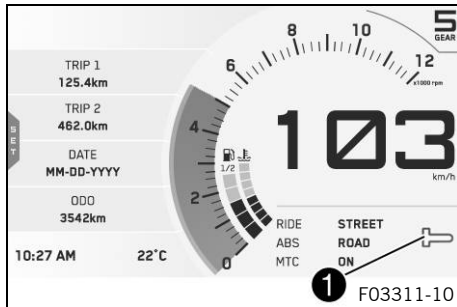 TRIP 1
125.4km
TRIP 2
462.0km
DATE
MM-DD-YYYY
ODO
3542km
SET
10:27 AM
22°C
0
2
4
6
8
10
12
x1000 rpm
1/2
5
GEAR
103
km/h
RIDE STREET
ABS ROAD
MTC ON
1
F03311-10